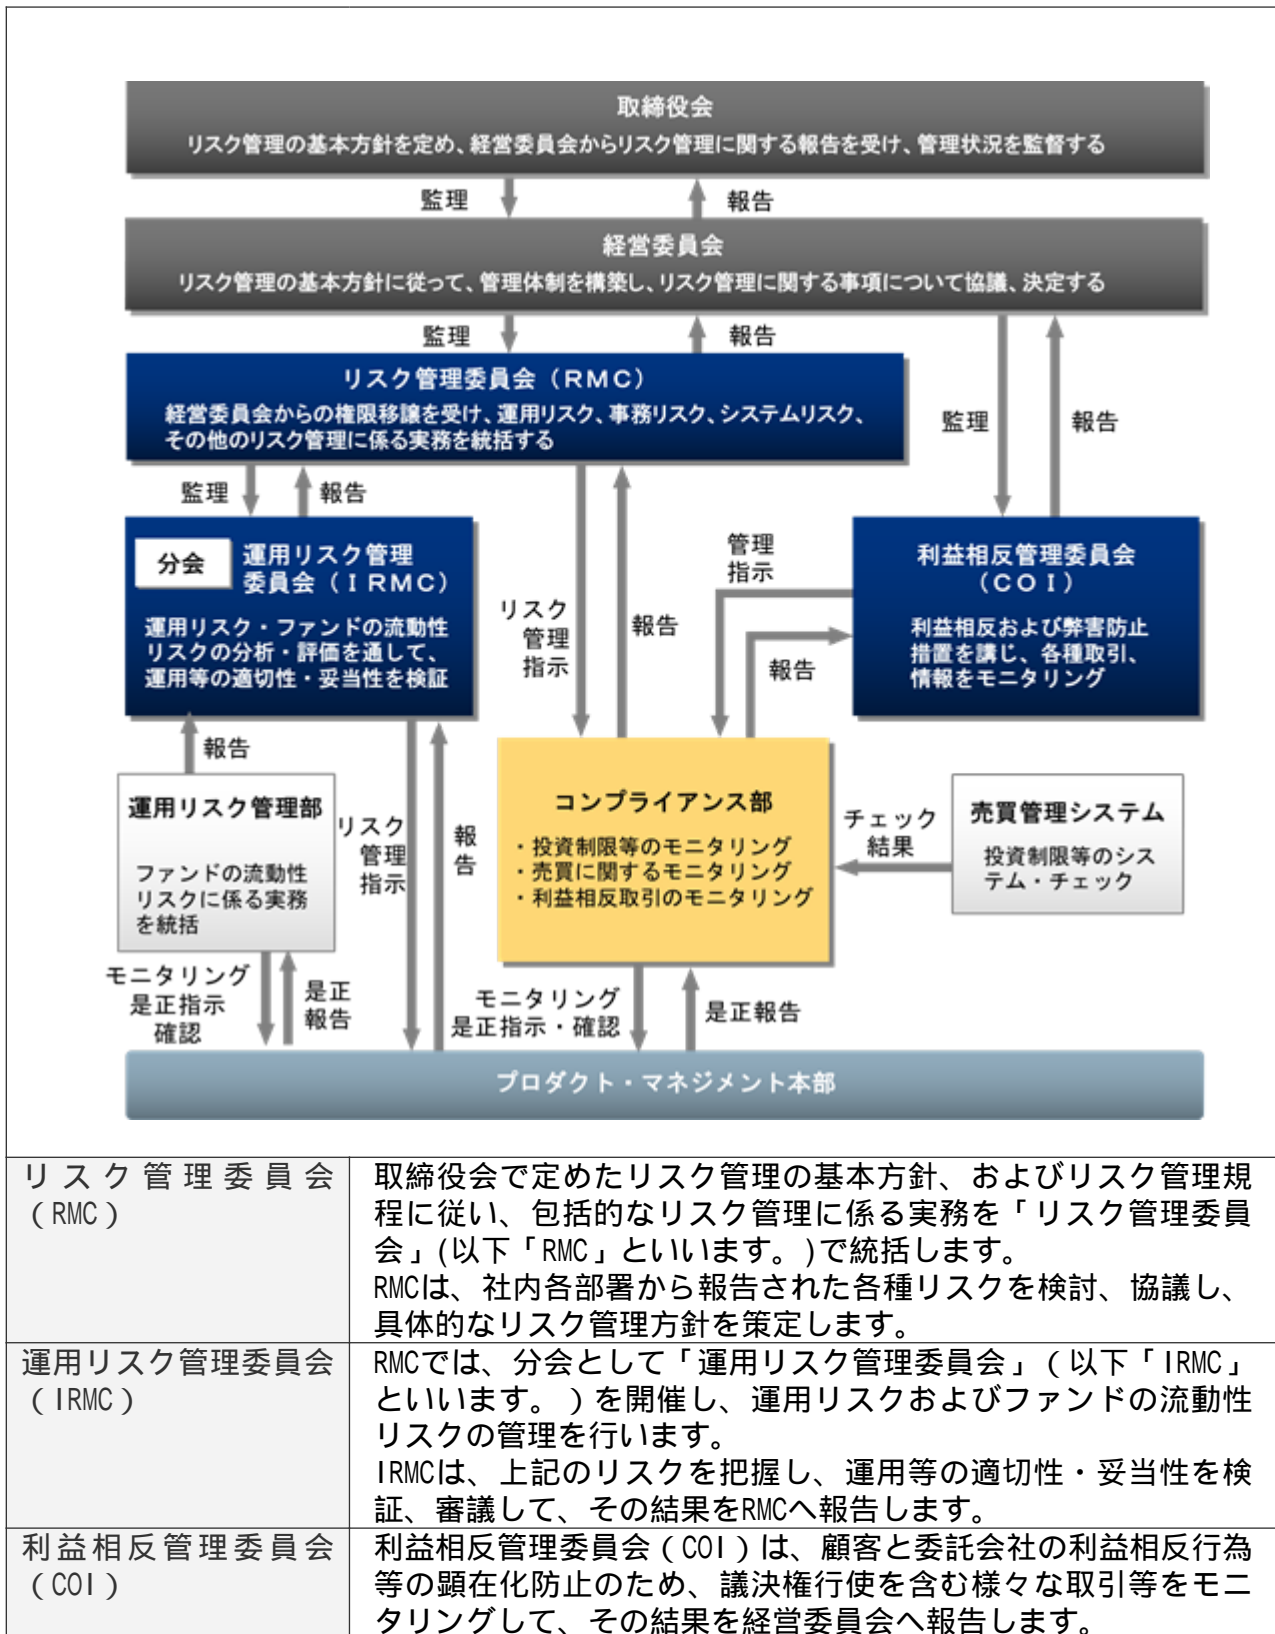 取締役会
リスク管理の基本方針を定め、経営委員会からリスク管理に関する報告を受け、管理状況を監督する
監理
報告
経営委員会
リスク管理の基本方針に従って、管理体制を構築し、リスク管理に関する事項について協議、決定する
監理
報告
リスク管理委員会（ＲＭＣ）
経営委員会からの権限移譲を受け、運用リスク、事務リスク、システムリスク、
その他のリスク管理に係る実務を統括する
監理
報告
監理
報告
分会
運用リスク管理
委員会（ＩＲＭＣ）
運用リスク・ファンドの流動性
リスクの分析・評価を通して、
運用等の適切性・妥当性を検証
リスク
管理
指示
報告
管理
指示
報告
利益相反管理委員会
（ＣＯＩ）
利益相反および弊害防止
措置を講じ、各種取引、
情報をモニタリング
報告
運用リスク管理部
ファンドの流動性
リスクに係る実務
を統括
リスク
管理
指示
報
告
コンプライアンス部
・投資制限等のモニタリング
・売買に関するモニタリング
・利益相反取引のモニタリング
チェック
結果
売買管理システム
投資制限等のシス
テム・チェック
モニタリング
是正指示
確認
是正
報告
モニタリング
是正指示・確認
是正報告
プロダクト・マネジメント本部
リスク管理委員会
（RMC）
取締役会で定めたリスク管理の基本方針、およびリスク管理規
程に従い、包括的なリスク管理に係る実務を「リスク管理委員
会」(以下「RMC」といいます。)で統括します。
RMCは、社内各部署から報告された各種リスクを検討、協議し、
具体的なリスク管理方針を策定します。
運用リスク管理委員会
（IRMC）
RMCでは、分会として「運用リスク管理委員会」（以下「IRMC」
といいます。）を開催し、運用リスクおよびファンドの流動性
リスクの管理を行います。
IRMCは、上記のリスクを把握し、運用等の適切性・妥当性を検
証、審議して、その結果をRMCへ報告します。
利益相反管理委員会
（COI）
利益相反管理委員会（COI）は、顧客と委託会社の利益相反行為
等の顕在化防止のため、議決権行使を含む様々な取引等をモニ
タリングして、その結果を経営委員会へ報告します。